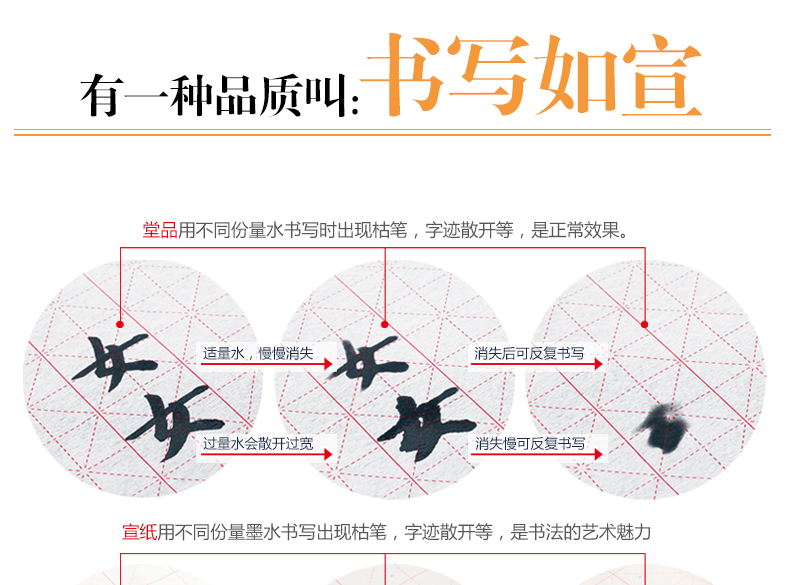 有一种品质叫:书写如宣
堂品用不同份量水书写时出现枯笔，字迹散开等，是正常效果。
适量水，慢慢消失
消失后可反复书写
女
女
女
女
过量水会散开过宽
消失慢可反复书写
宣纸用不同份量墨水书写出现枯笔，字迹散开等，是书法的艺术魅力